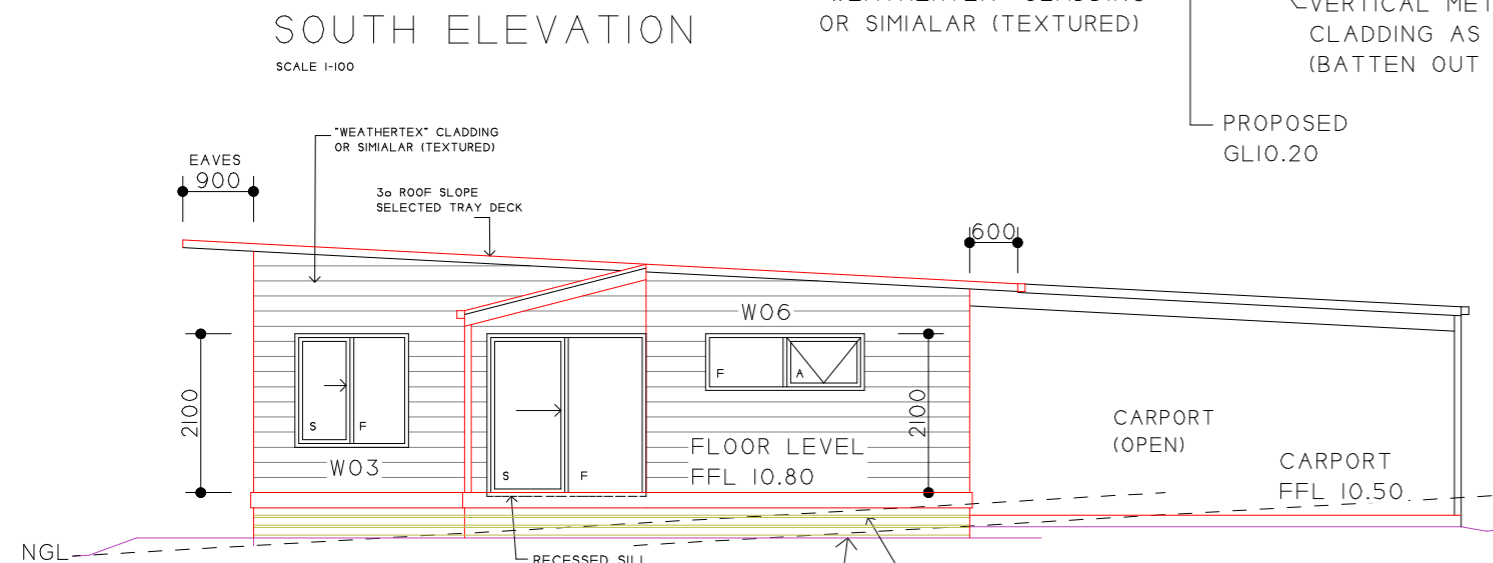 SOUTH ELEVATION
SCALE 1-100
OR SIMIALAR (TEXTURED)
VERTICAL MET
CLADDING AS
(BATTEN OUT
PROPOSED
GL10.20
"WEATHERTEX" CLADDING
OR SIMIALAR (TEXTURED)
EAVES
900
3o ROOF SLOPE
SELECTED TRAY DECK
600
W06
2100
S
F
W03
S
F
F
A
FLOOR LEVEL
FFL 10.80
2100
CARPORT
(OPEN)
CARPORT
FFL 10.50
NGL
RECESSED SILL